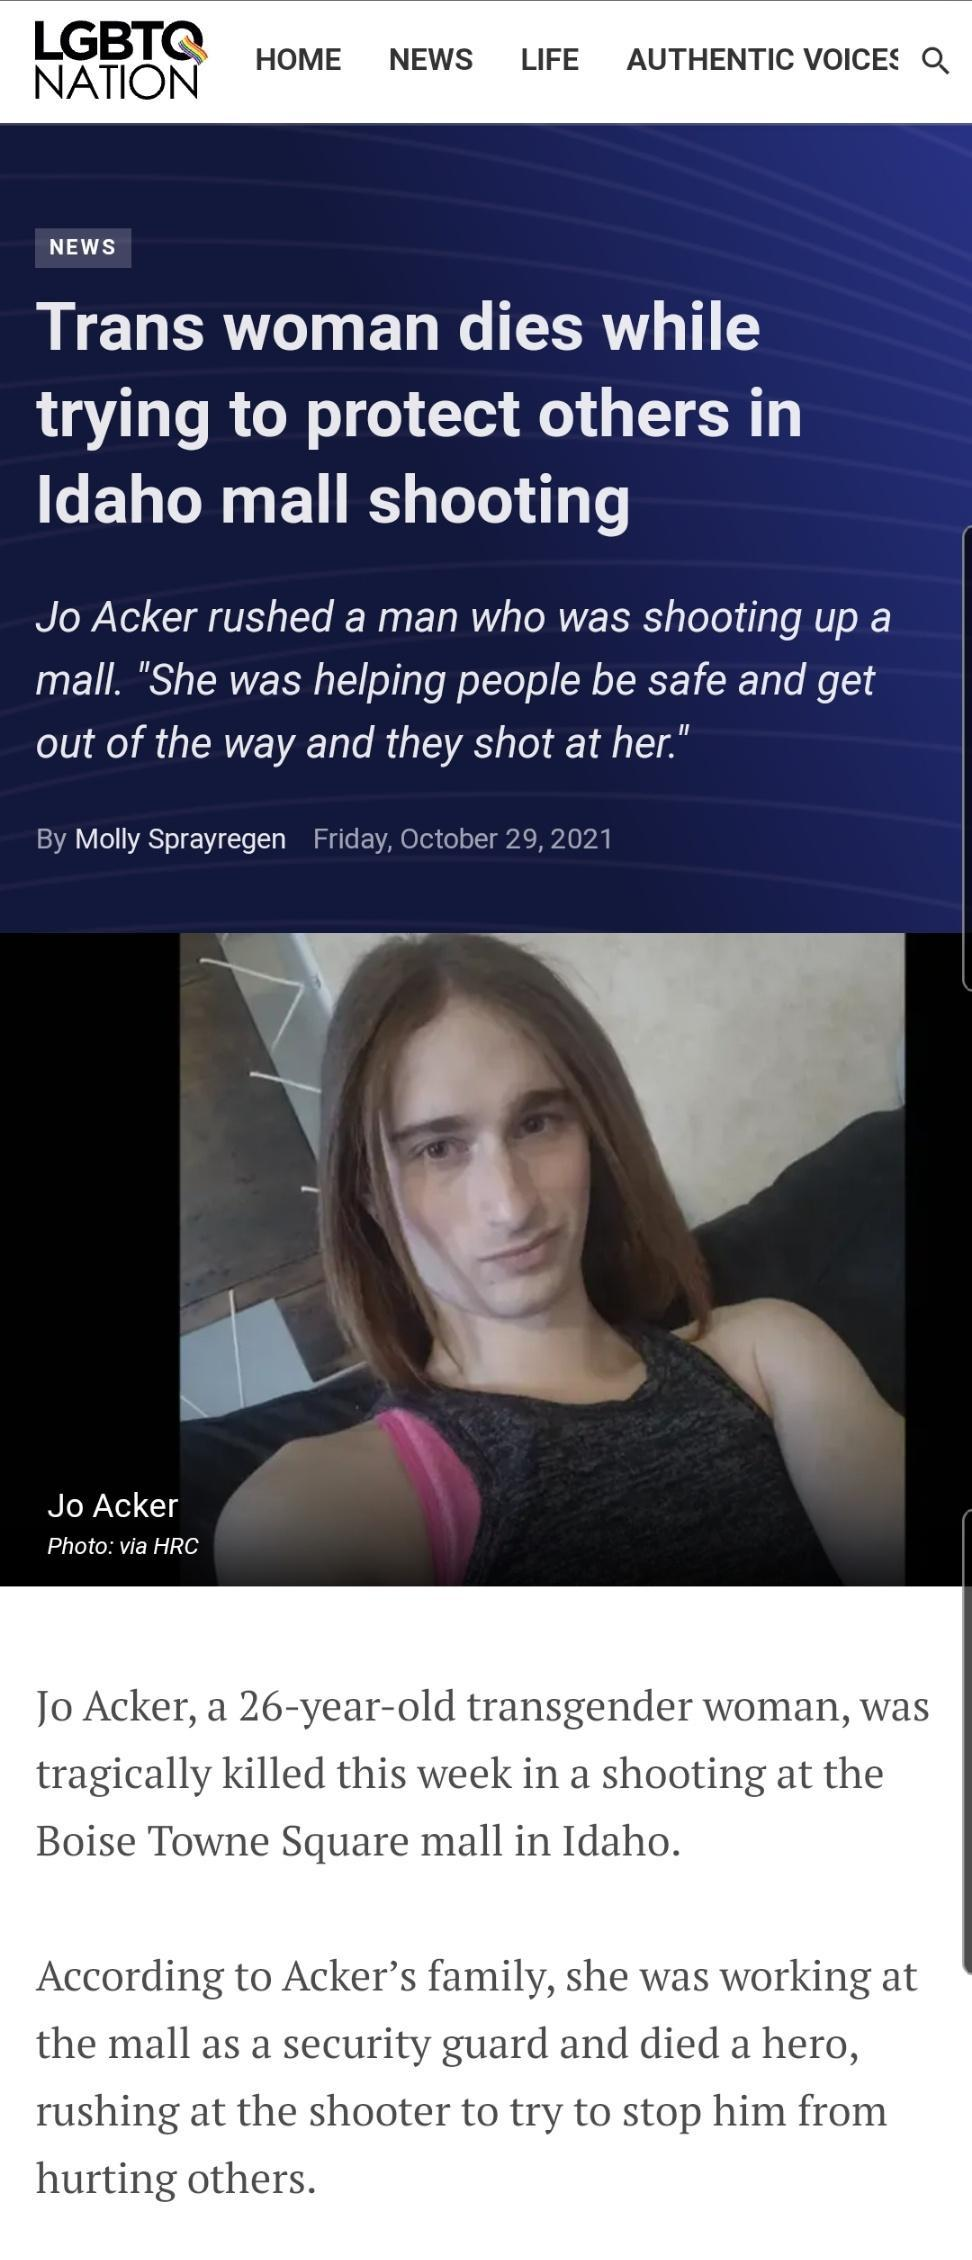 LGBTQ
NATION
HOME NEWS LIFE AUTHENTIC VOICES
NEWS
Trans woman dies while
trying to protect others in
Idaho mall shooting
Jo Acker rushed a man who was shooting up a
mall. "She was helping people be safe and get
out of the way and they shot at her."
By Molly Sprayregen Friday, October 29, 2021
Jo Acker
Photo: via HRC
Jo Acker, a 26-year-old transgender woman, was
tragically killed this week in a shooting at the
Boise Towne Square mall in Idaho.
According to Acker’s family, she was working at
the mall as a security guard and died a hero,
rushing at the shooter to try to stop him from
hurting others.